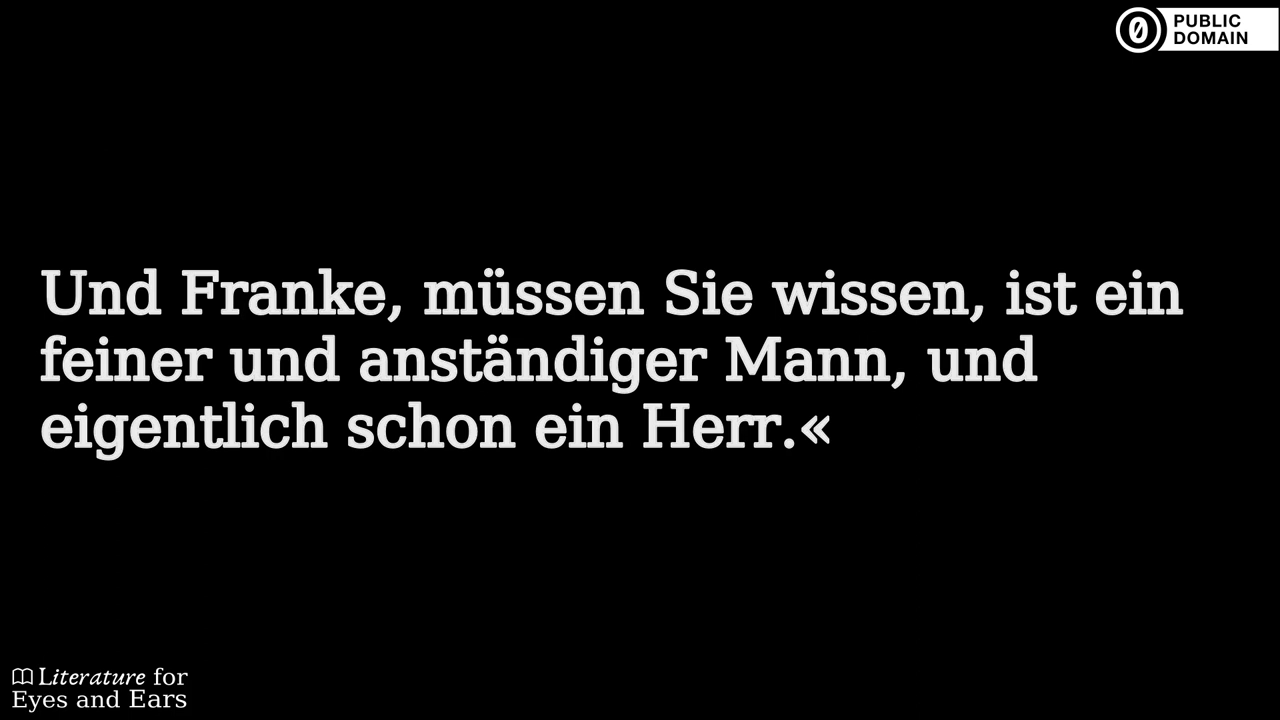 PUBLIC
DOMAIN
Und Franke, müssen Sie wissen, ist ein
feiner und anständiger Mann, und
eigentlich schon ein Herr.«
Literature for
Eyes and Ears